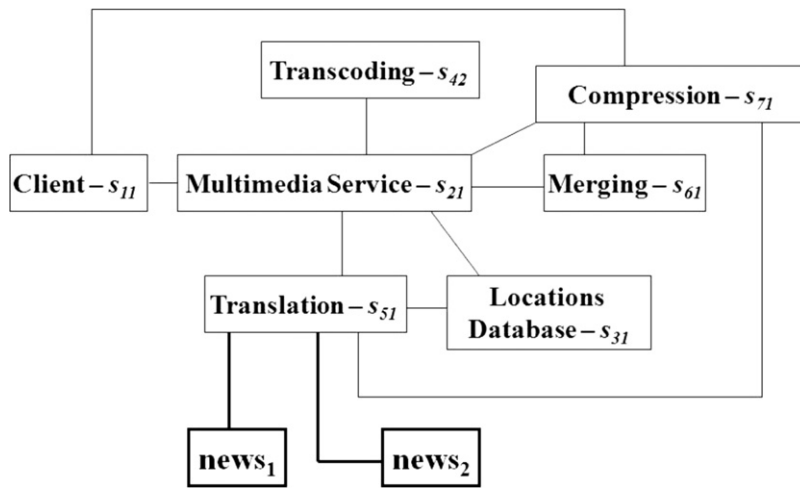 Transcoding – s42
Compression – s71
Client – s11
Multimedia Service – s21
Merging – s61
Translation – s51
Locations
Database – s31
news1
news2